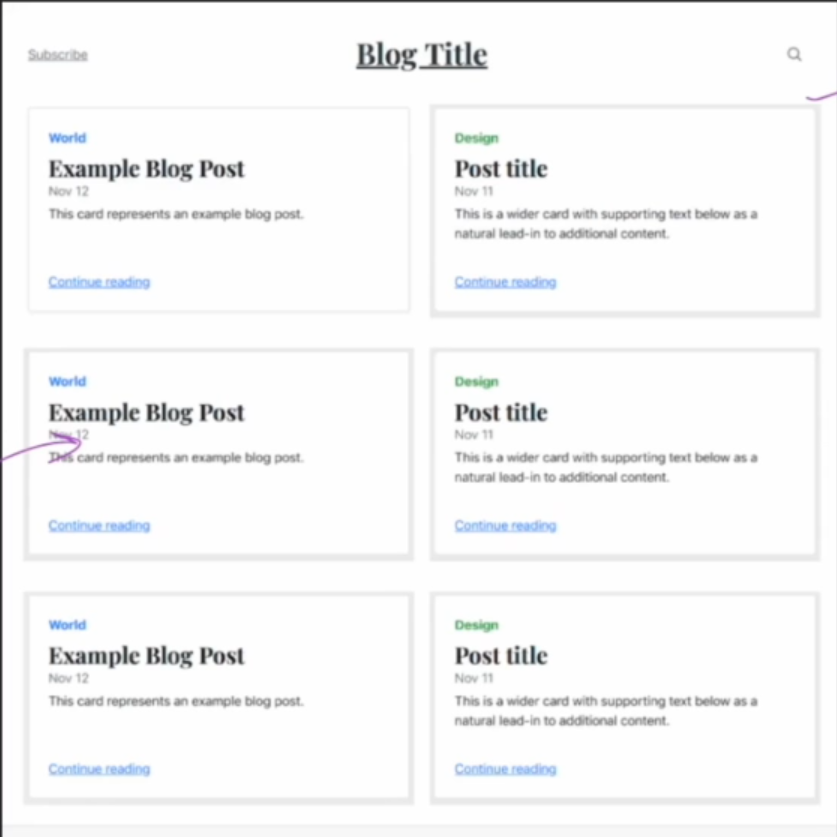 Subscribe
Blog Title
World
Example Blog Post
Nov 12
This card represents an example blog post.
Continue reading
Design
Post title
Nov 11
This is a wider card with supporting text below as a
natural lead-in to additional content.
Continue reading
World
Example Blog Post
Nov 12
This card represents an example blog post.
Continue reading
Design
Post title
Nov 11
This is a wider card with supporting text below as a
natural lead-in to additional content.
Continue reading
World
Example Blog Post
Nov 12
This card represents an example blog post.
Continue reading
Design
Post title
Nov 11
This is a wider card with supporting text below as a
natural lead-in to additional content.
Continue reading